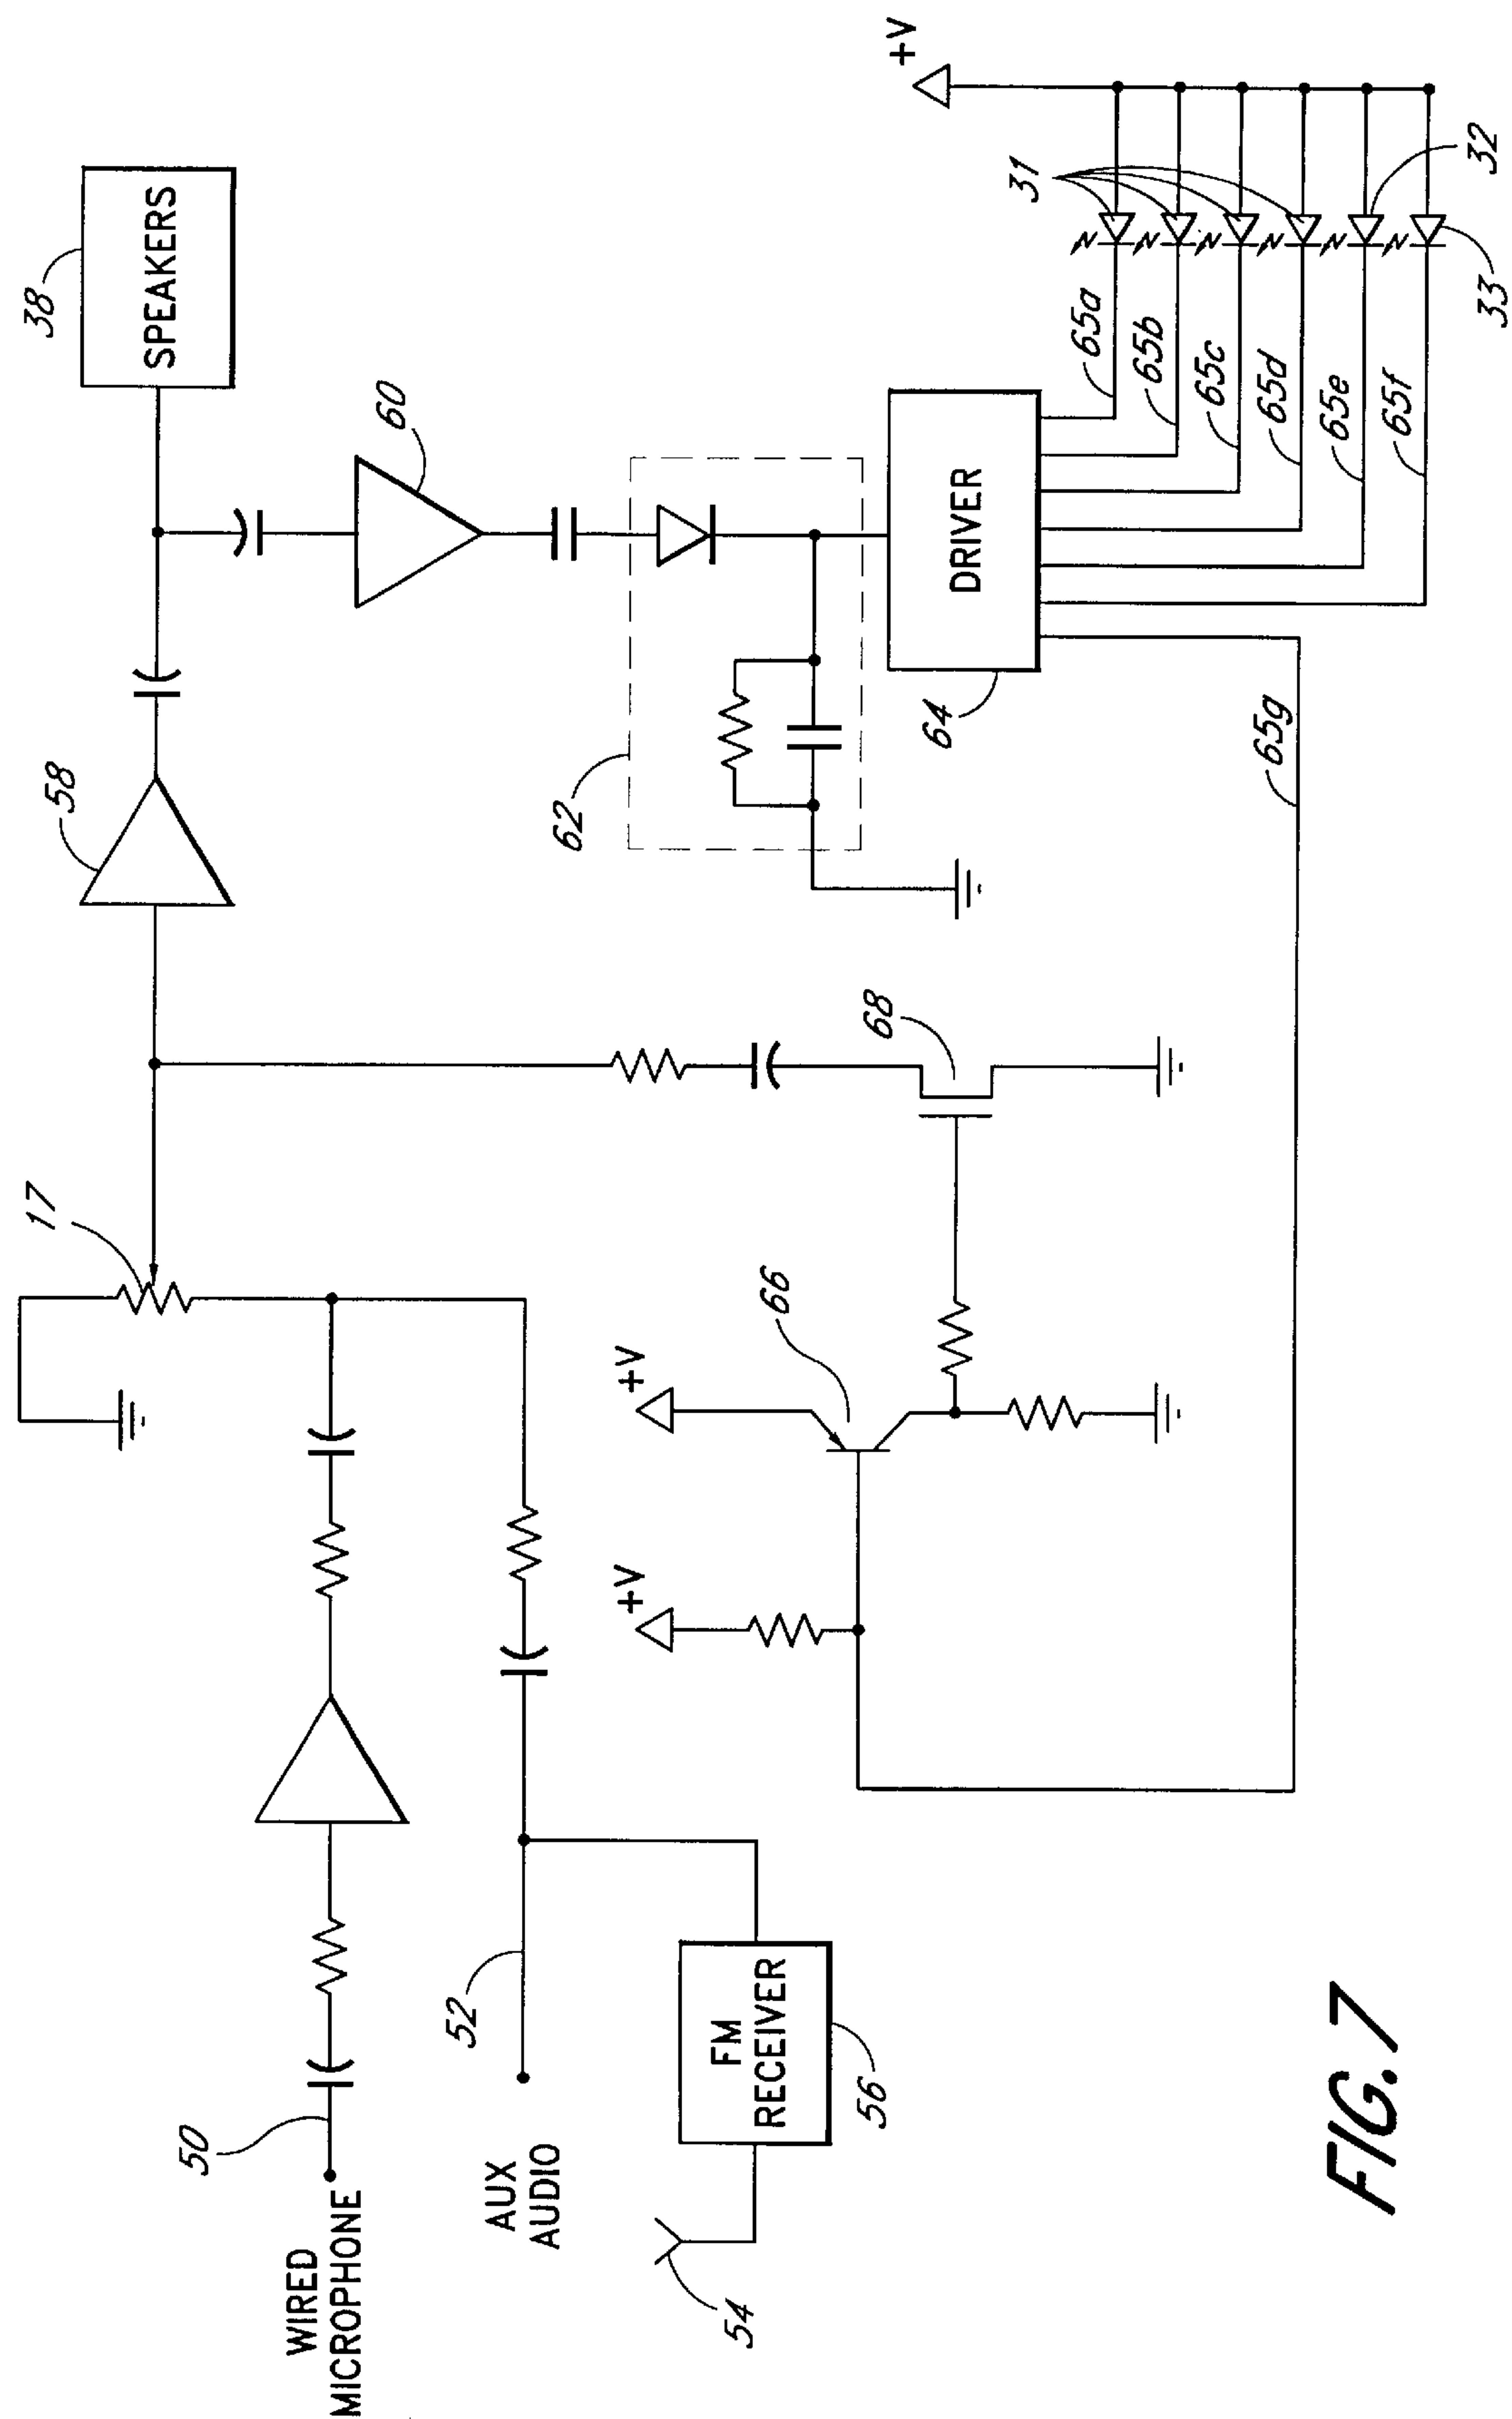 38
SPEAKERS
58
60
17
62
DRIVER
64
+V
31
32
33
65a
65b
65c
65d
65e
65f
65g
68
66
+V
+V
50
WIRED
MICROPHONE
52
AUX
AUDIO
54
FM
RECEIVER
56
FIG. 7